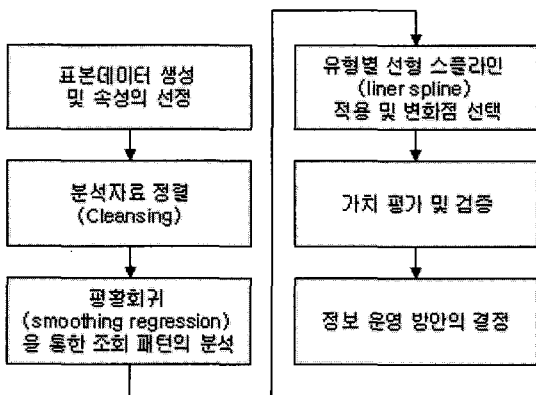 표본데이터 생성
및 속성의 선정
분석자료 정렬
(Cleansing)
평활회귀
(smoothing regression)
을 통한 조회 패턴의 분석
유형별 선형 스플라인
(liner spline)
적용 및 변화점 선택
가치 평가 및 검증
정보 운영 방안의 결정